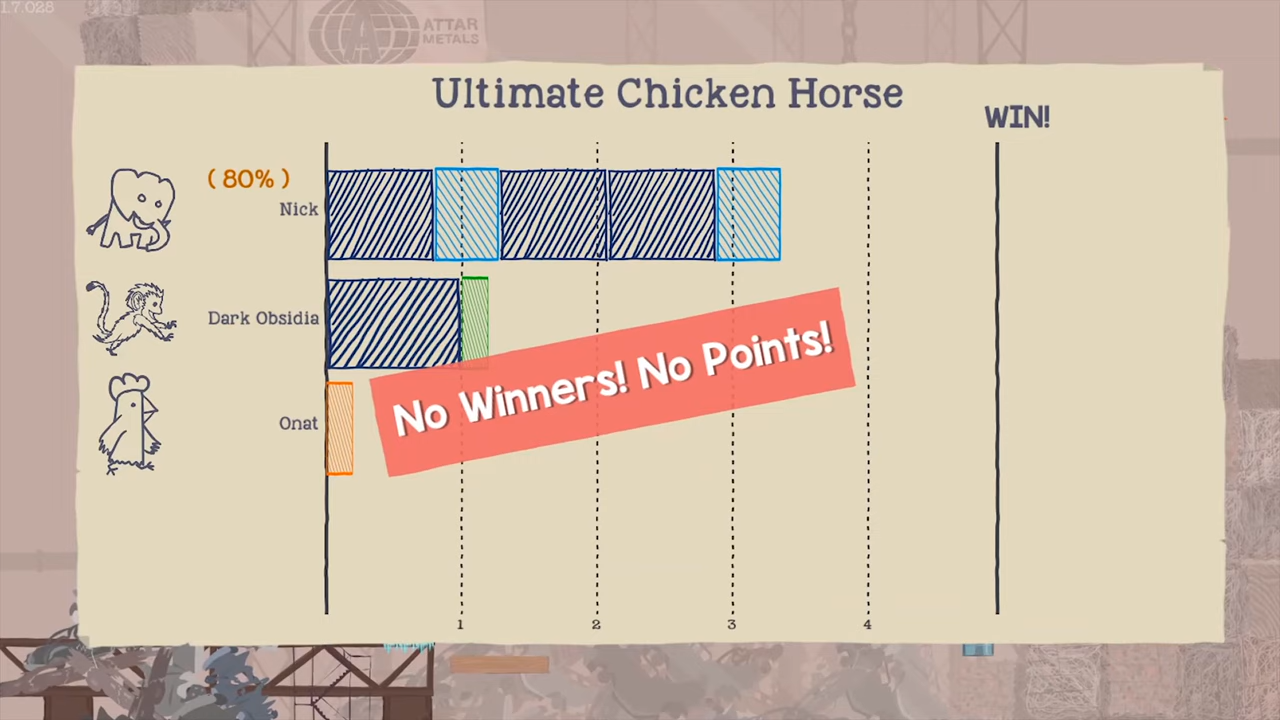 1.7.028
ATTAR
METALS
Ultimate Chicken Horse
WIN!
( 80% )
Nick
Dark Obsidia
Onat
No Winners! No Points!
1 2 3 4